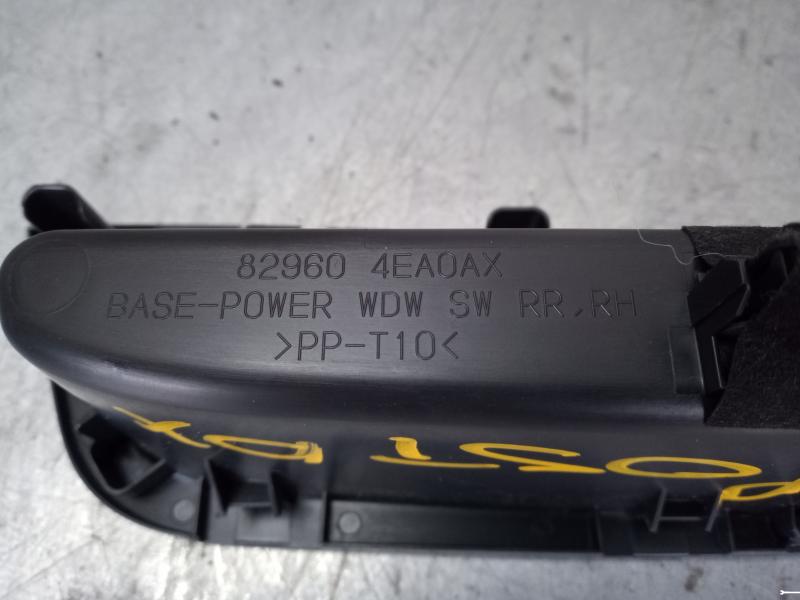 82960 4EA0AX
BASE-POWER WDW SW RR,RH
>PP-T10<